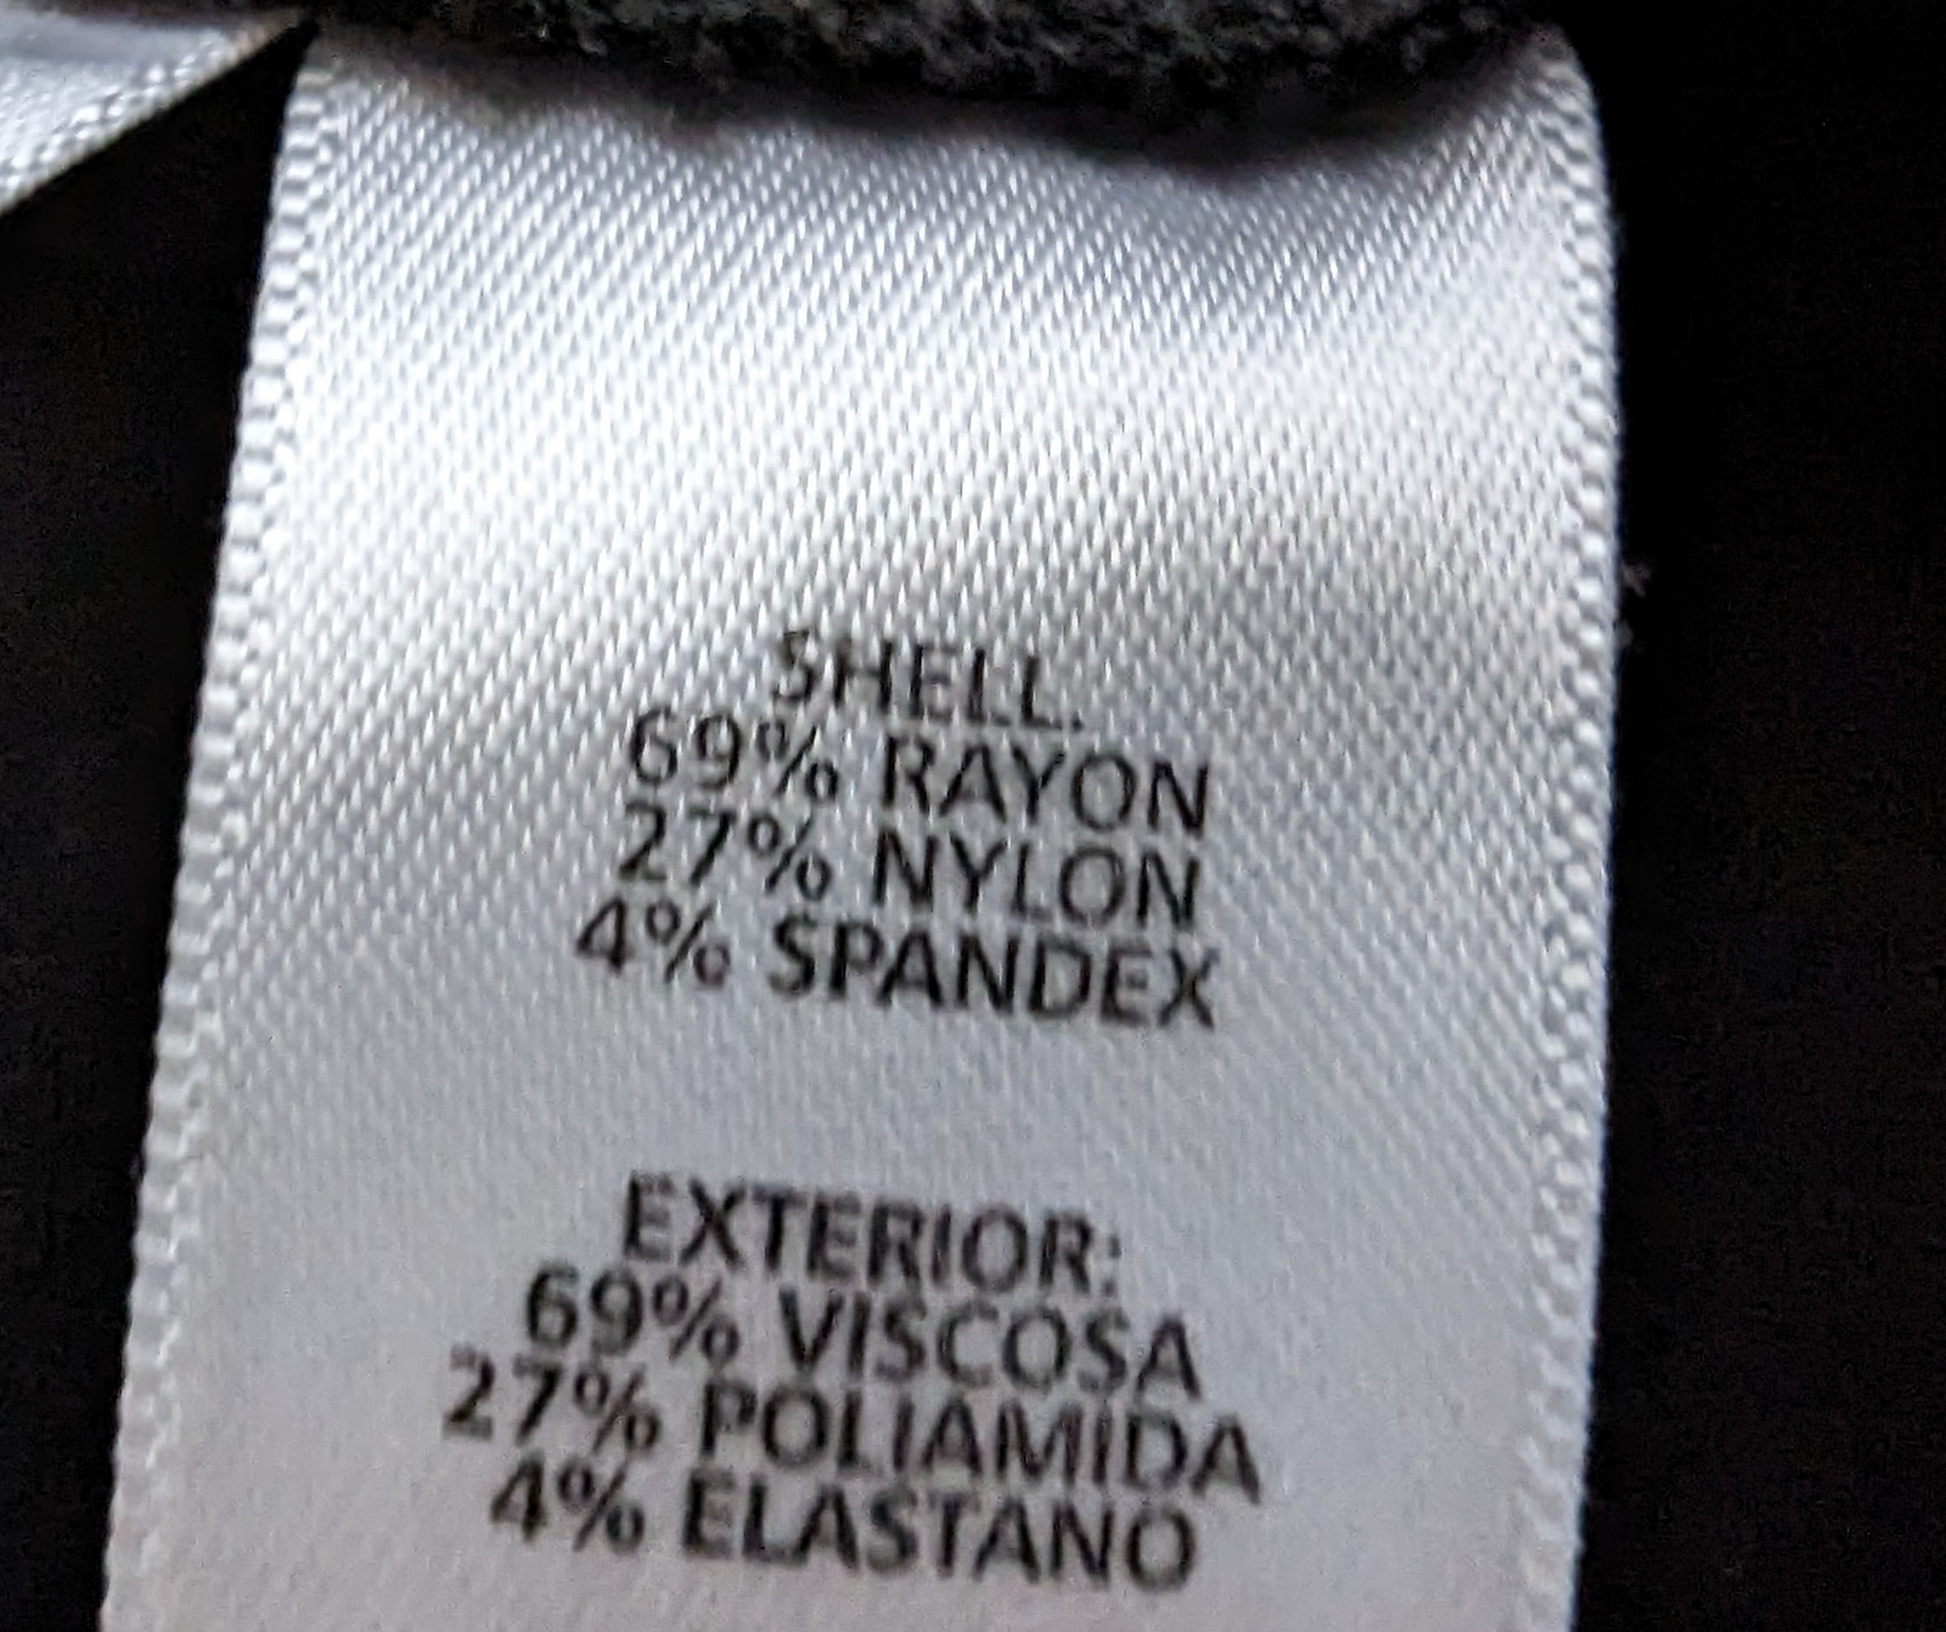 SHELL.
69% RAYON
27% NYLON
4% SPANDEX
EXTERIOR:
69% VISCOSA
27% POLIAMIDA
4% ELASTANO